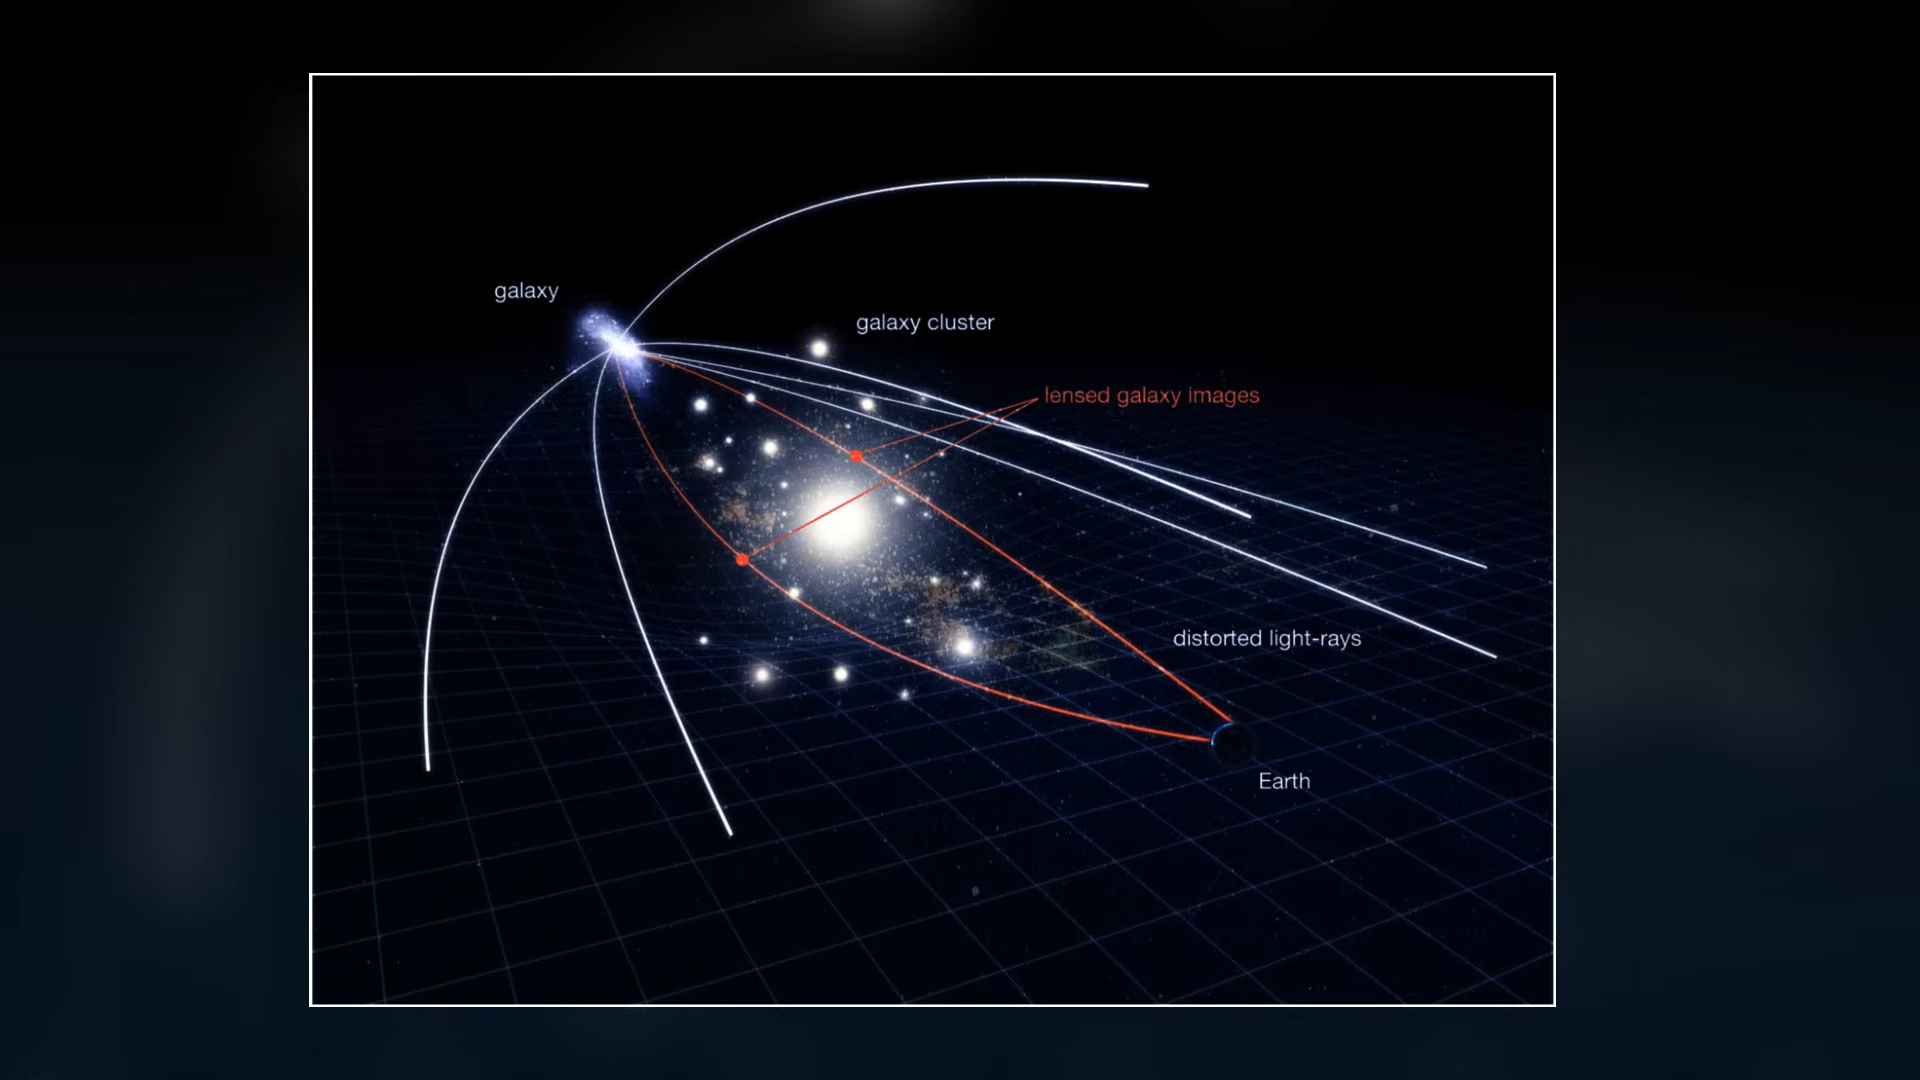 galaxy
galaxy cluster
lensed galaxy images
distorted light-rays
Earth